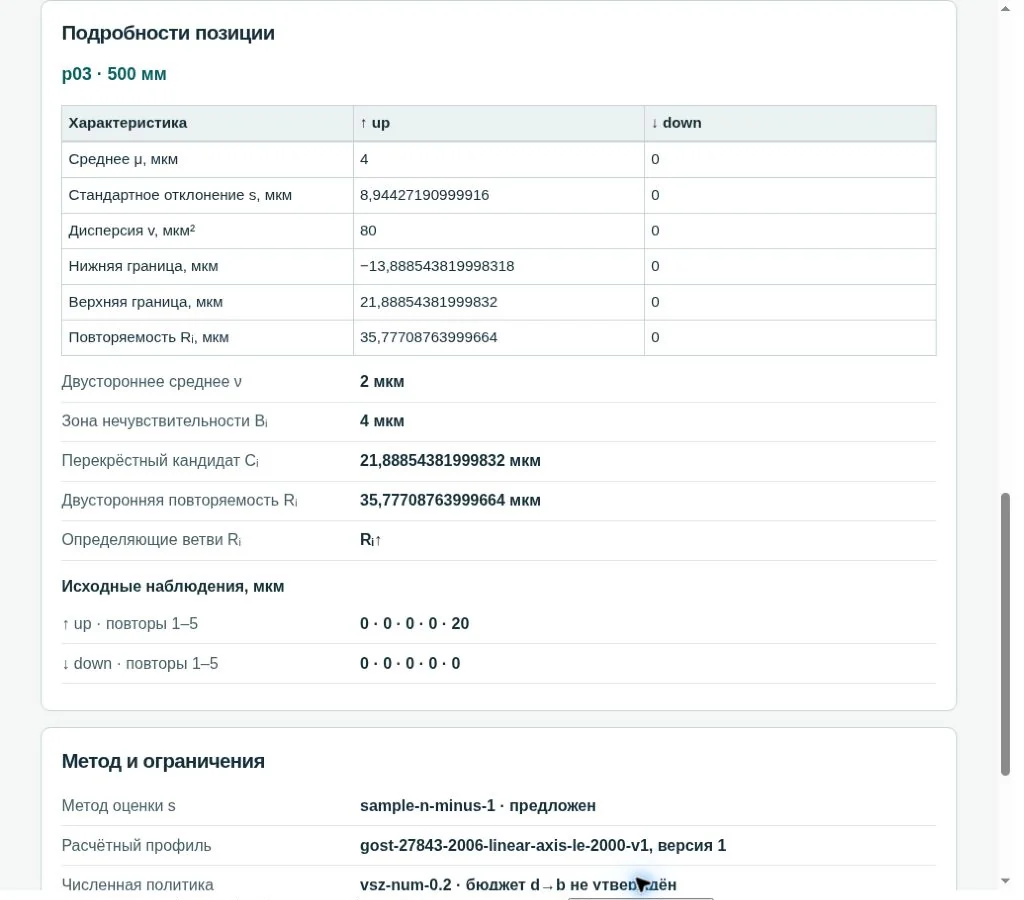 Подробности позиции
p03 · 500 мм
Характеристика ↑ up ↓ down
Среднее μ, мкм 4 0
Стандартное отклонение s, мкм 8,94427190999916 0
Дисперсия v, мкм² 80 0
Нижняя граница, мкм −13,888543819998318 0
Верхняя граница, мкм 21,88854381999832 0
Повторяемость Rᵢ, мкм 35,77708763999664 0
Двустороннее среднее ν 2 мкм
Зона нечувствительности Bᵢ 4 мкм
Перекрёстный кандидат Cᵢ 21,88854381999832 мкм
Двусторонняя повторяемость Rᵢ 35,77708763999664 мкм
Определяющие ветви Rᵢ Rᵢ↑
Исходные наблюдения, мкм
↑ up · повторы 1–5 0 · 0 · 0 · 0 · 20
↓ down · повторы 1–5 0 · 0 · 0 · 0 · 0
Метод и ограничения
Метод оценки s sample-n-minus-1 · предложен
Расчётный профиль gost-27843-2006-linear-axis-le-2000-v1, версия 1
Численная политика vsz-num-0.2 · бюджет d→b не утверждён